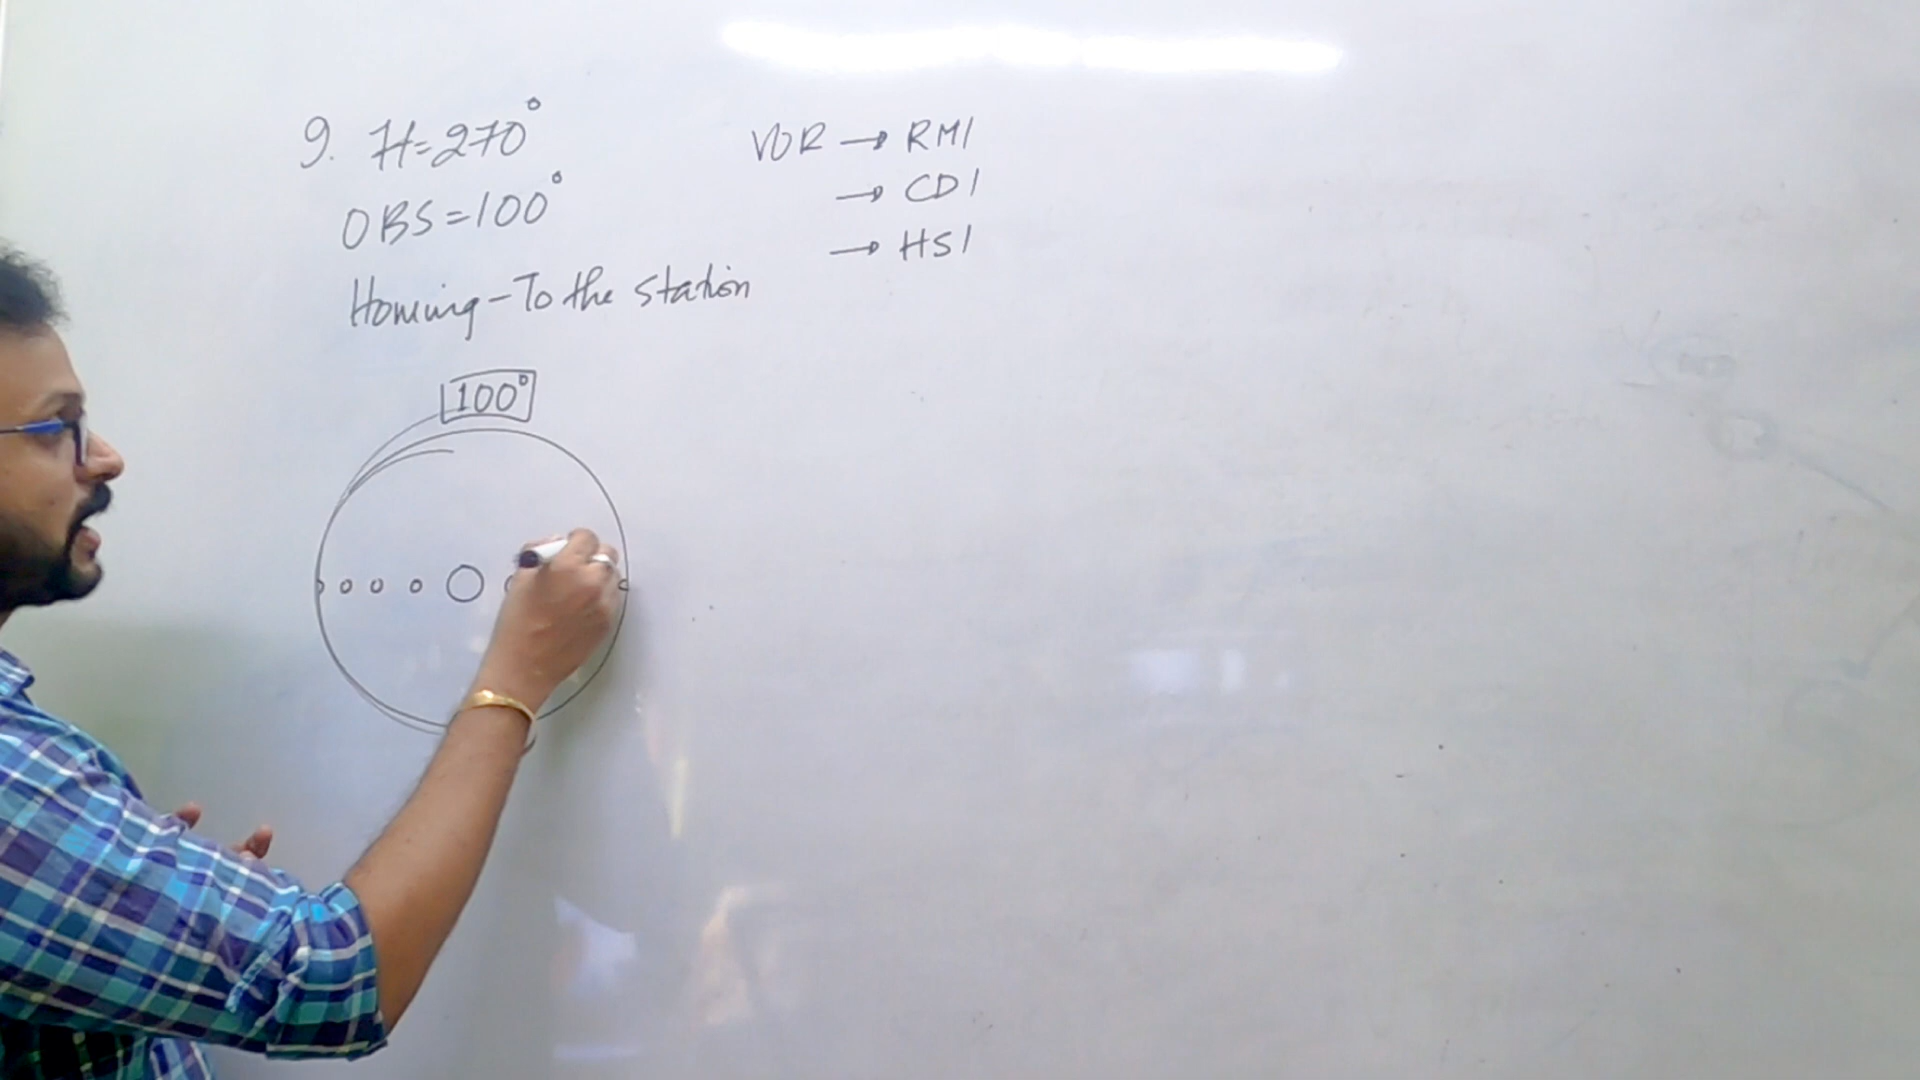 9. H=270°
OBS=100°
Homing-To the station
VOR → RMI
→ CDI
→ HSI
100°